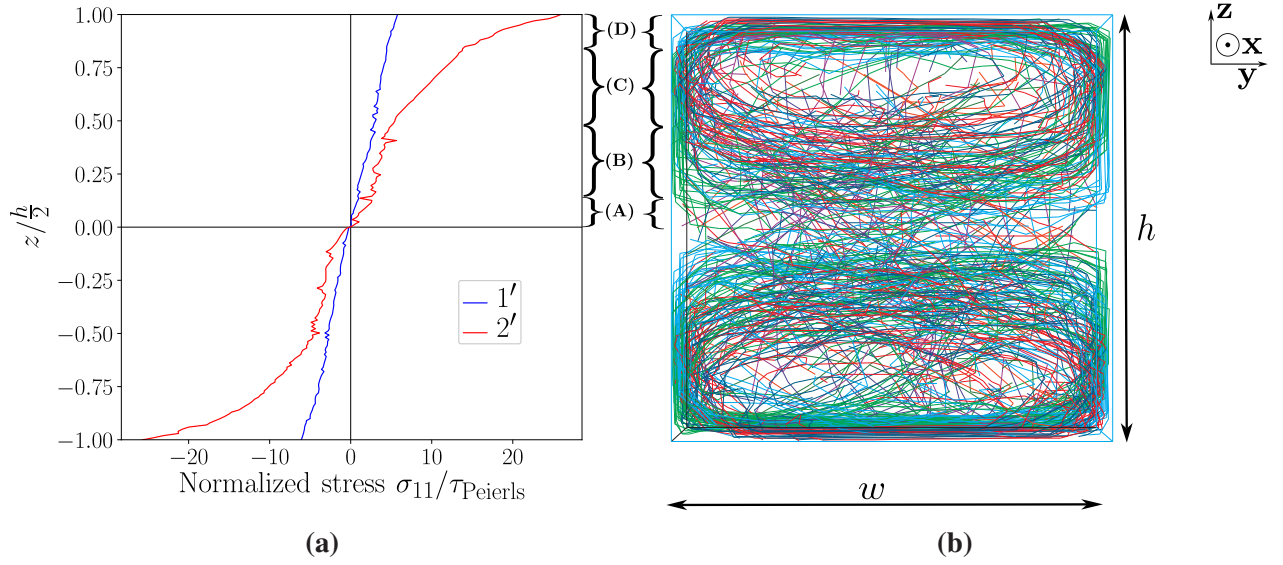 1.00
0.75
0.50
0.25
0.00
−0.25
−0.50
−0.75
−1.00
z/h/2
−20
−10
0
10
20
Normalized stress σ11/τPeierls
1′
2′
(D)
(C)
(B)
(A)
h
w
z
x
y
(a)
(b)